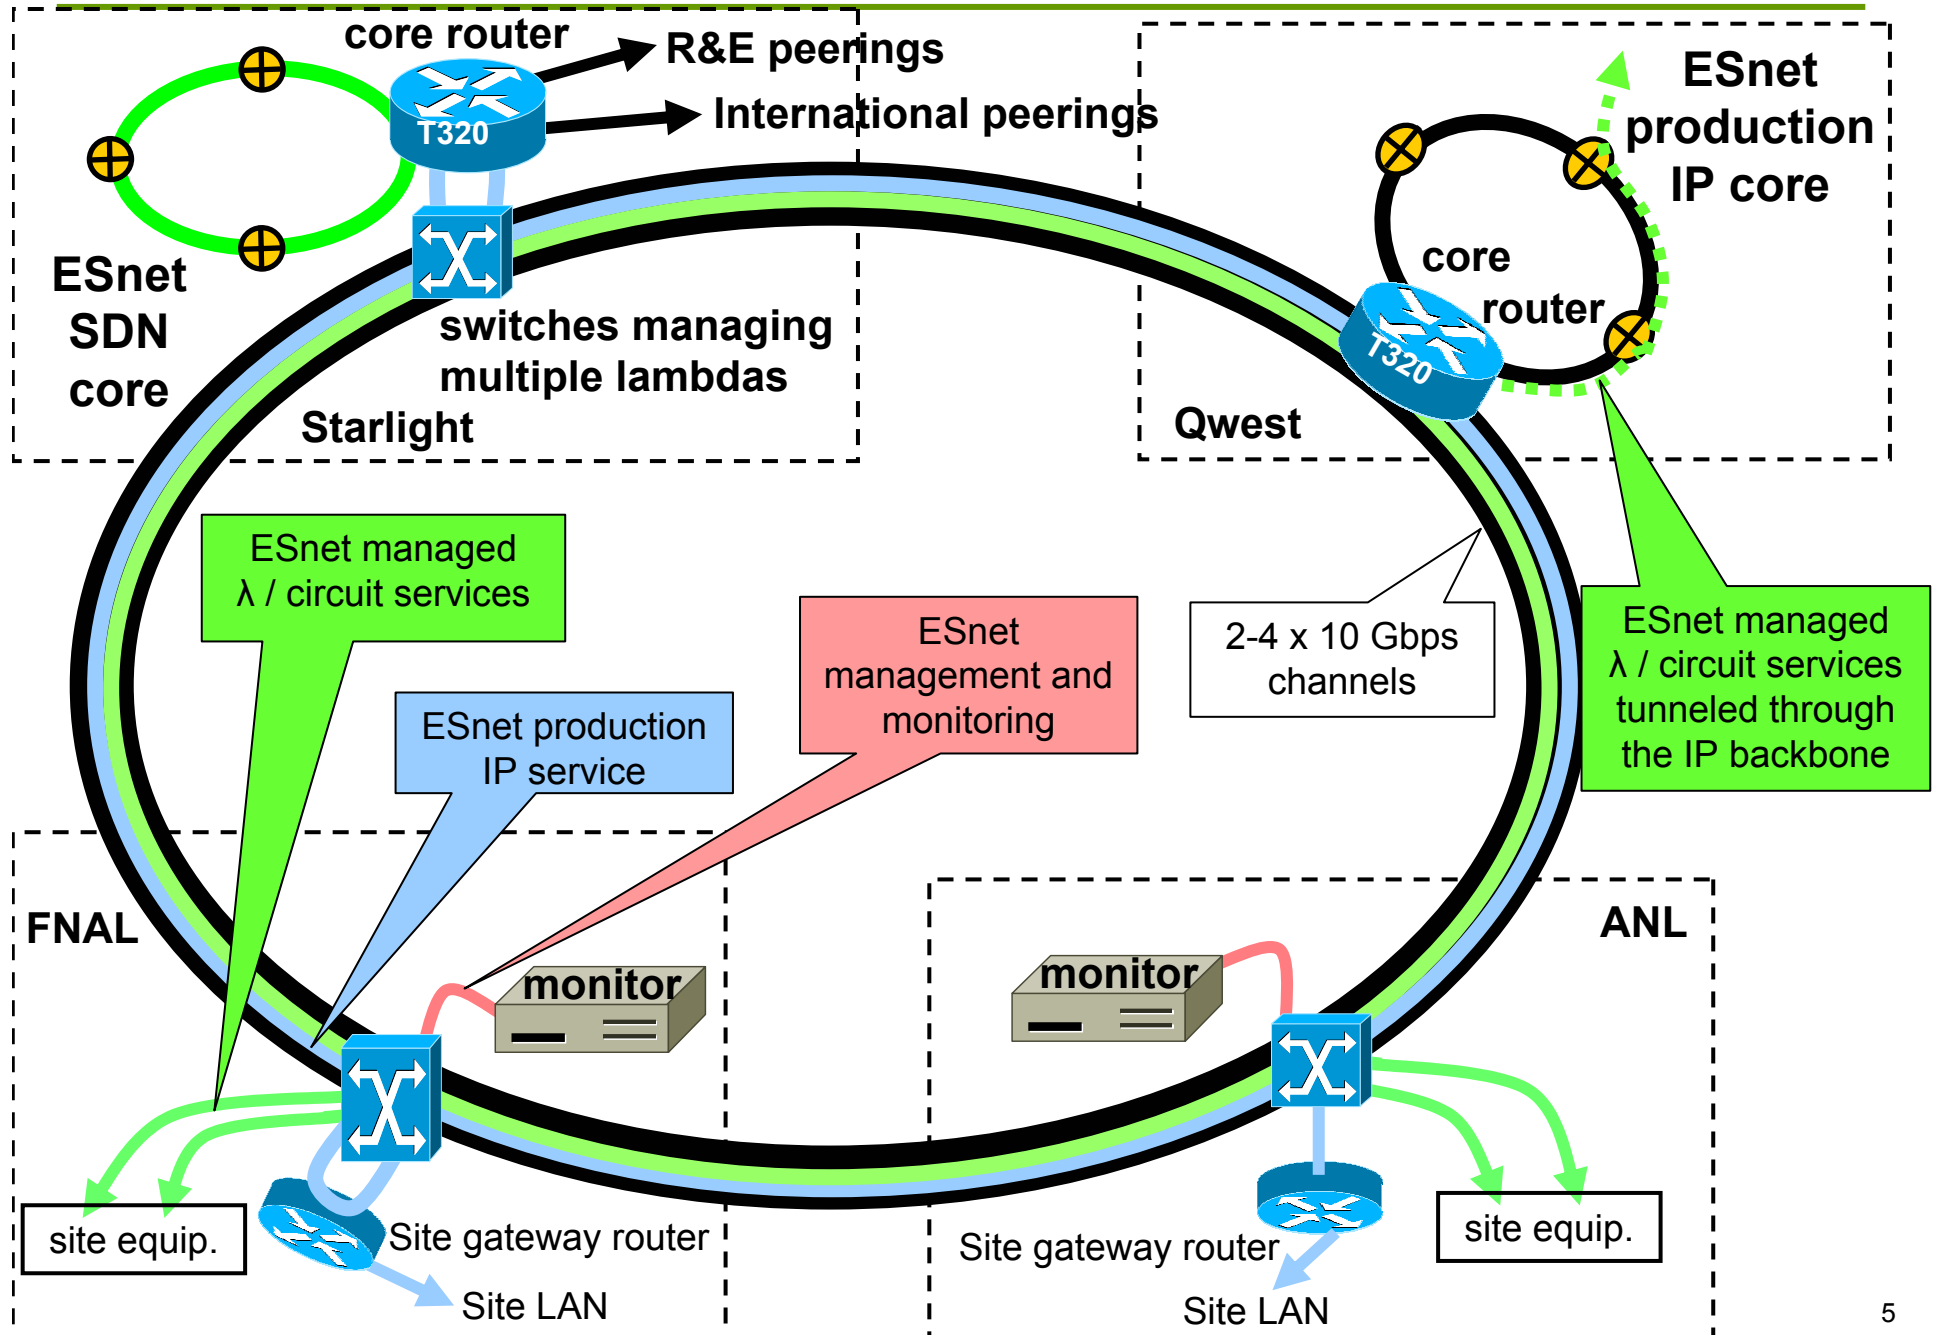 core router
R&E peerings
International peerings
T320
ESnet
SDN
core
switches managing
multiple lambdas
Starlight
ESnet
production
IP core
core
router
T320
Qwest
ESnet managed
λ / circuit services
ESnet production
IP service
ESnet
management and
monitoring
2-4 x 10 Gbps
channels
ESnet managed
λ / circuit services
tunneled through
the IP backbone
FNAL
monitor
site equip.
Site gateway router
Site LAN
ANL
monitor
Site gateway router
site equip.
Site LAN
5